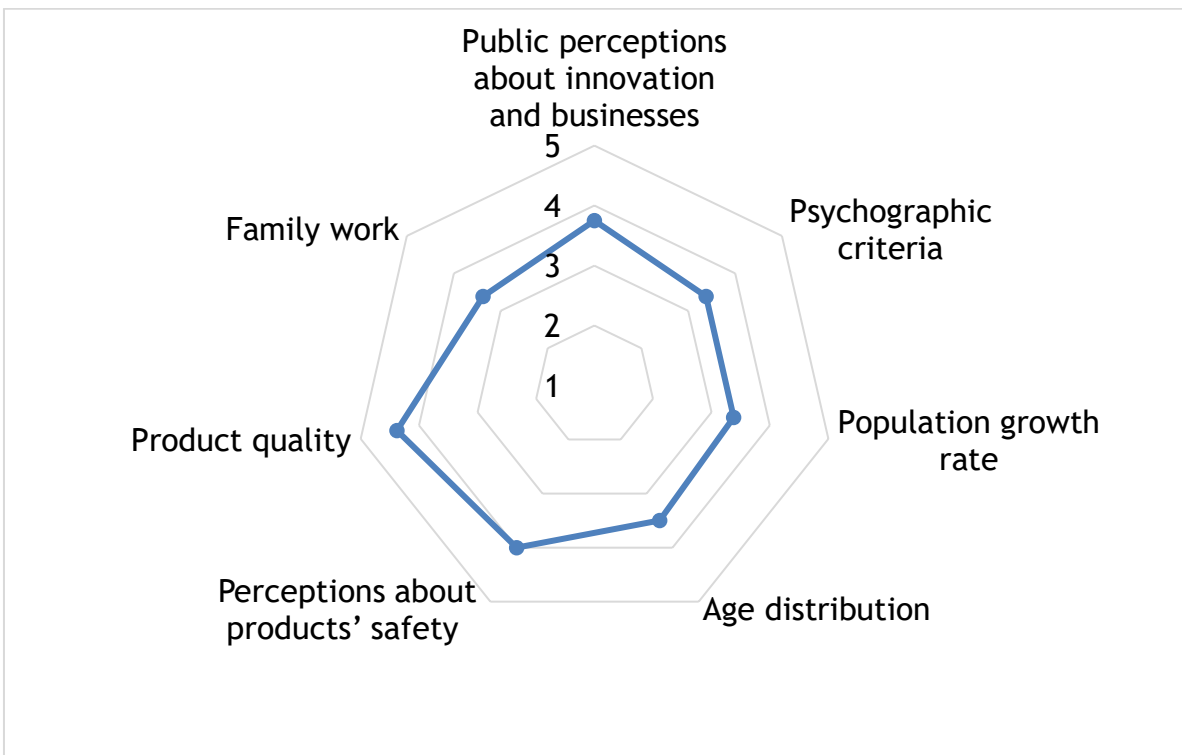 Public perceptions
about innovation
and businesses
5
4
3
2
1
Psychographic
criteria
Population growth
rate
Age distribution
Perceptions about
products’ safety
Product quality
Family work